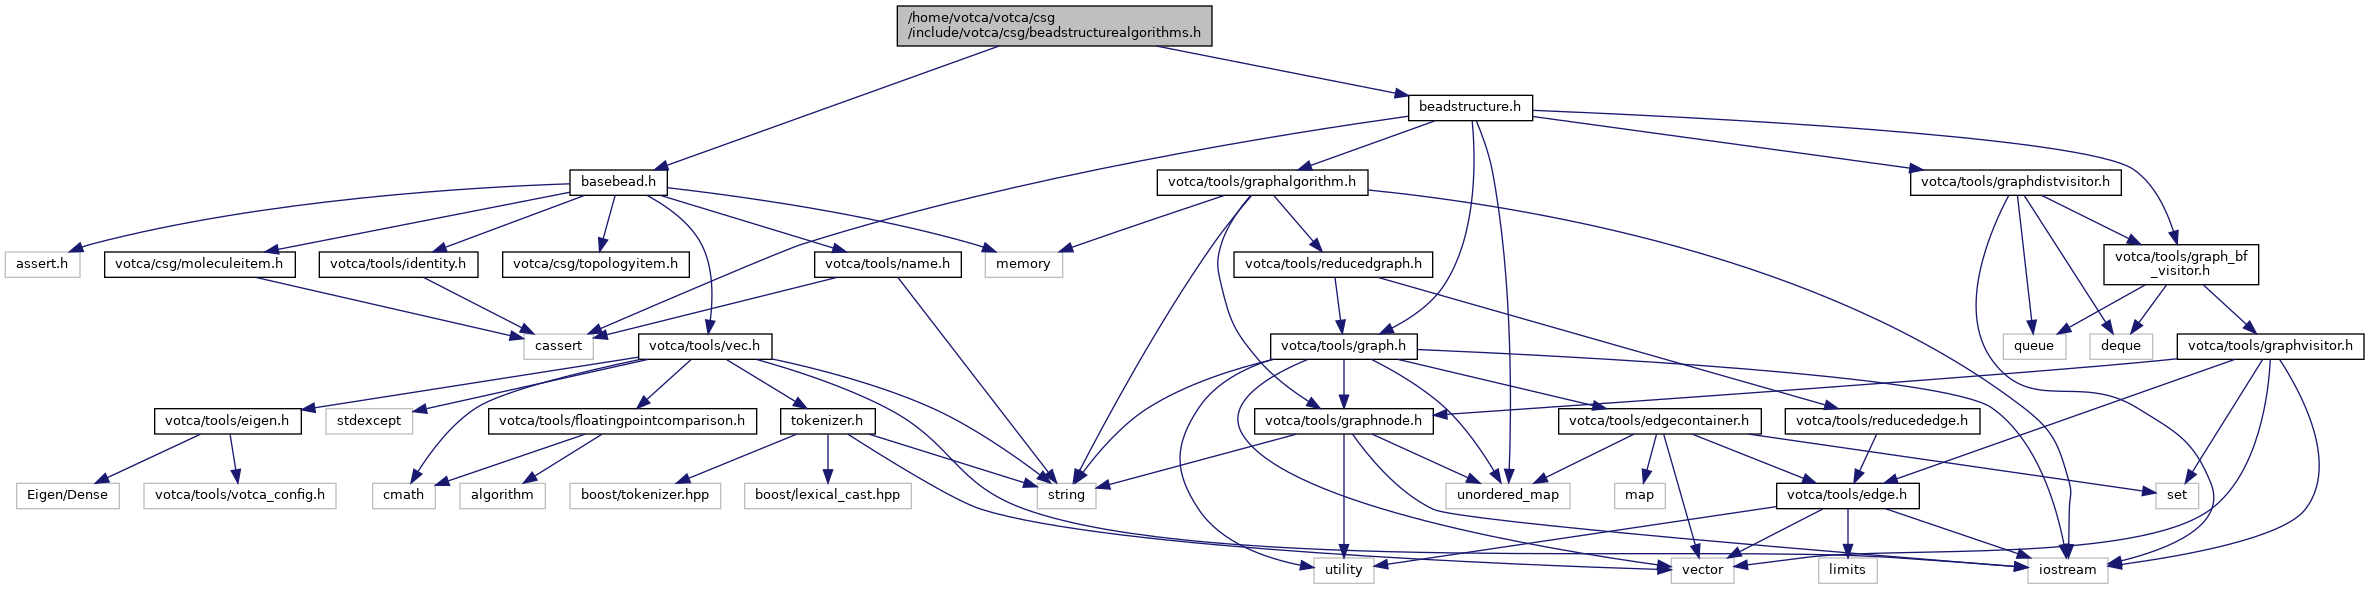 /home/votca/votca/csg
/include/votca/csg/beadstructurealgorithms.h
beadstructure.h
basebead.h
votca/tools/graphalgorithm.h
votca/tools/graphdistvisitor.h
assert.h
votca/csg/moleculeitem.h
votca/tools/identity.h
votca/csg/topologyitem.h
votca/tools/name.h
memory
votca/tools/reducedgraph.h
votca/tools/graph_bf
_visitor.h
cassert
votca/tools/vec.h
votca/tools/graph.h
queue
deque
votca/tools/graphvisitor.h
votca/tools/eigen.h
stdexcept
votca/tools/floatingpointcomparison.h
tokenizer.h
votca/tools/graphnode.h
votca/tools/edgecontainer.h
votca/tools/reducededge.h
Eigen/Dense
votca/tools/votca_config.h
cmath
algorithm
boost/tokenizer.hpp
boost/lexical_cast.hpp
string
unordered_map
map
votca/tools/edge.h
set
utility
vector
limits
iostream